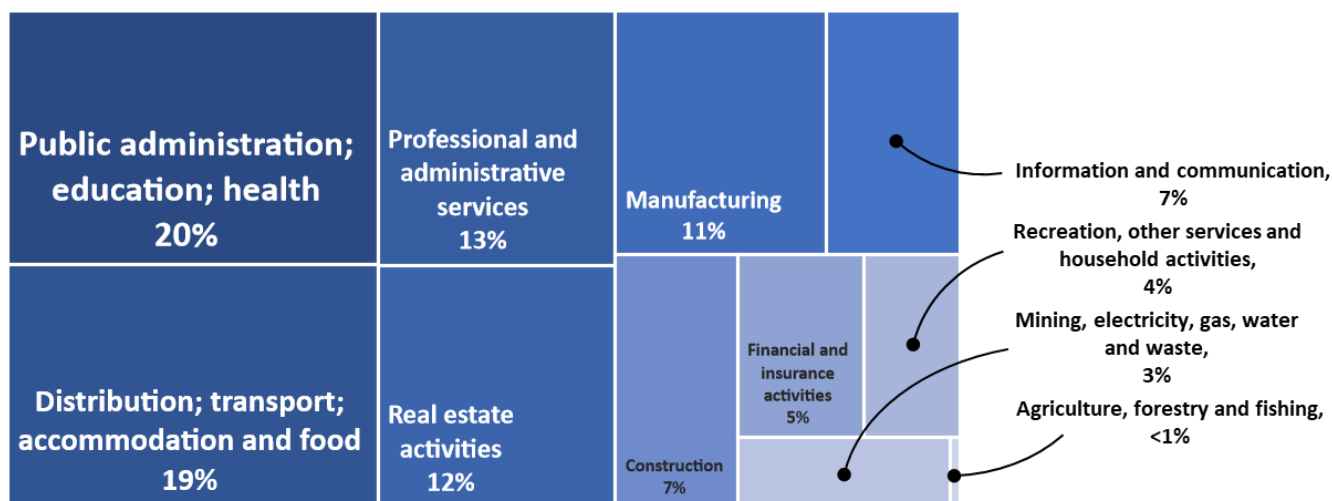 Public administration;
education; health
20%
Professional and
administrative
services
13%
Manufacturing
11%
Information and communication,
7%
Recreation, other services and
household activities,
4%
Mining, electricity, gas, water
and waste,
3%
Agriculture, forestry and fishing,
<1%
Distribution; transport;
accommodation and food
19%
Real estate
activities
12%
Construction
7%
Financial and
insurance
activities
5%